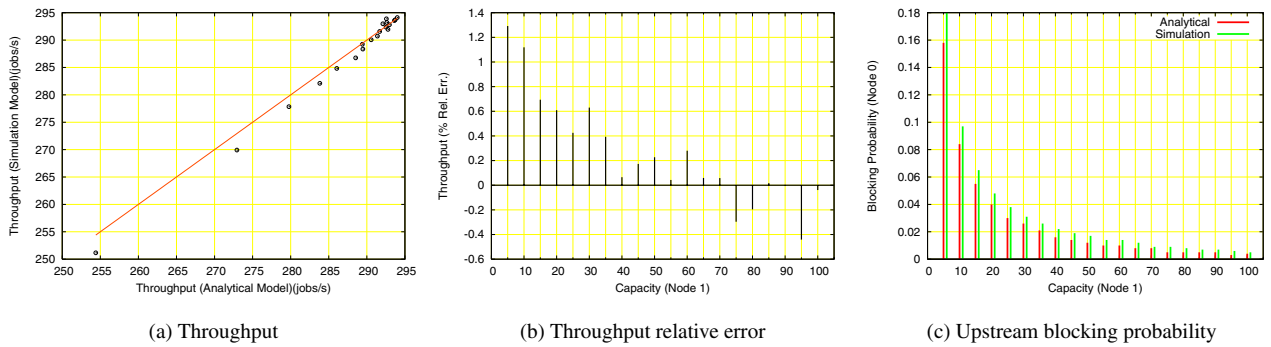 295
290
285
280
275
270
265
260
255
250
250 255 260 265 270 275 280 285 290 295
Throughput (Simulation Model)(jobs/s)
Throughput (Analytical Model)(jobs/s)
(a) Throughput
1.4
1.2
1
0.8
0.6
0.4
0.2
0
-0.2
-0.4
-0.6
0 10 20 30 40 50 60 70 80 90 100
Throughput (% Rel. Err.)
Capacity (Node 1)
(b) Throughput relative error
0.18
0.16
0.14
0.12
0.1
0.08
0.06
0.04
0.02
0
0 10 20 30 40 50 60 70 80 90 100
Blocking Probability (Node 0)
Capacity (Node 1)
Analytical
Simulation
(c) Upstream blocking probability